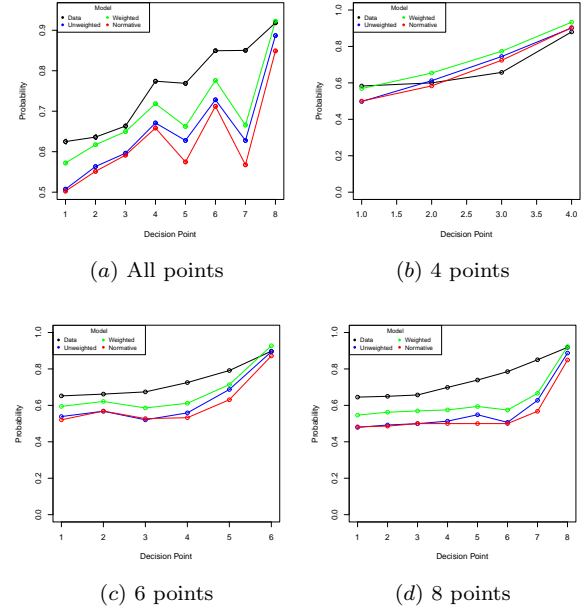 Model
Data Weighted
Unweighted Normative
Probability
0.5 0.6 0.7 0.8 0.9
1 2 3 4 5 6 7 8
Decision Point
(a) All points
Model
Data Weighted
Unweighted Normative
Probability
0.0 0.2 0.4 0.6 0.8 1.0
1.0 1.5 2.0 2.5 3.0 3.5 4.0
Decision Point
(b) 4 points
Model
Data Weighted
Unweighted Normative
Probability
0.0 0.2 0.4 0.6 0.8 1.0
1 2 3 4 5 6
Decision Point
(c) 6 points
Model
Data Weighted
Unweighted Normative
Probability
0.0 0.2 0.4 0.6 0.8 1.0
1 2 3 4 5 6 7 8
Decision Point
(d) 8 points